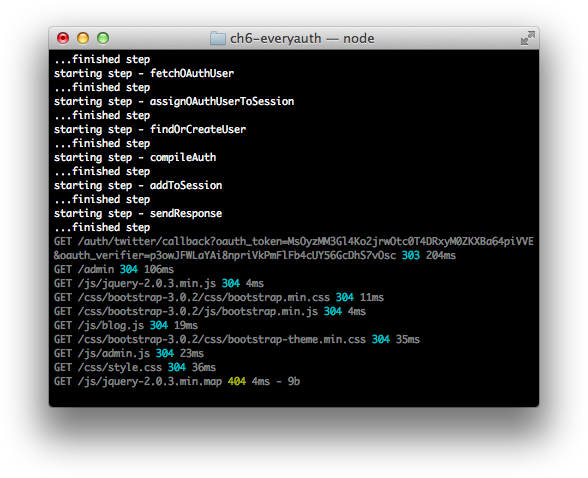 ch6-everyauth — node
...finished step
starting step - fetchOAuthUser
...finished step
starting step - assignOAuthUserToSession
...finished step
starting step - findOrCreateUser
...finished step
starting step - compileAuth
...finished step
starting step - addToSession
...finished step
starting step - sendResponse
...finished step
GET /auth/twitter/callback?oauth_token=MsOyzMM3Gl4Ko2jrwOtc0T4DRxyM0ZKXBa64piVVE
&oauth_verifier=p3owJFWLaYAi&npriVkPmFlFb4cUY56GcDhS7vOsc 303 204ms
GET /admin 304 106ms
GET /js/jquery-2.0.3.min.js 304 4ms
GET /css/bootstrap-3.0.2/css/bootstrap.min.css 304 11ms
GET /css/bootstrap-3.0.2/js/bootstrap.min.js 304 4ms
GET /js/blog.js 304 19ms
GET /css/bootstrap-3.0.2/css/bootstrap-theme.min.css 304 35ms
GET /js/admin.js 304 23ms
GET /css/style.css 304 36ms
GET /js/jquery-2.0.3.min.map 404 4ms - 9b